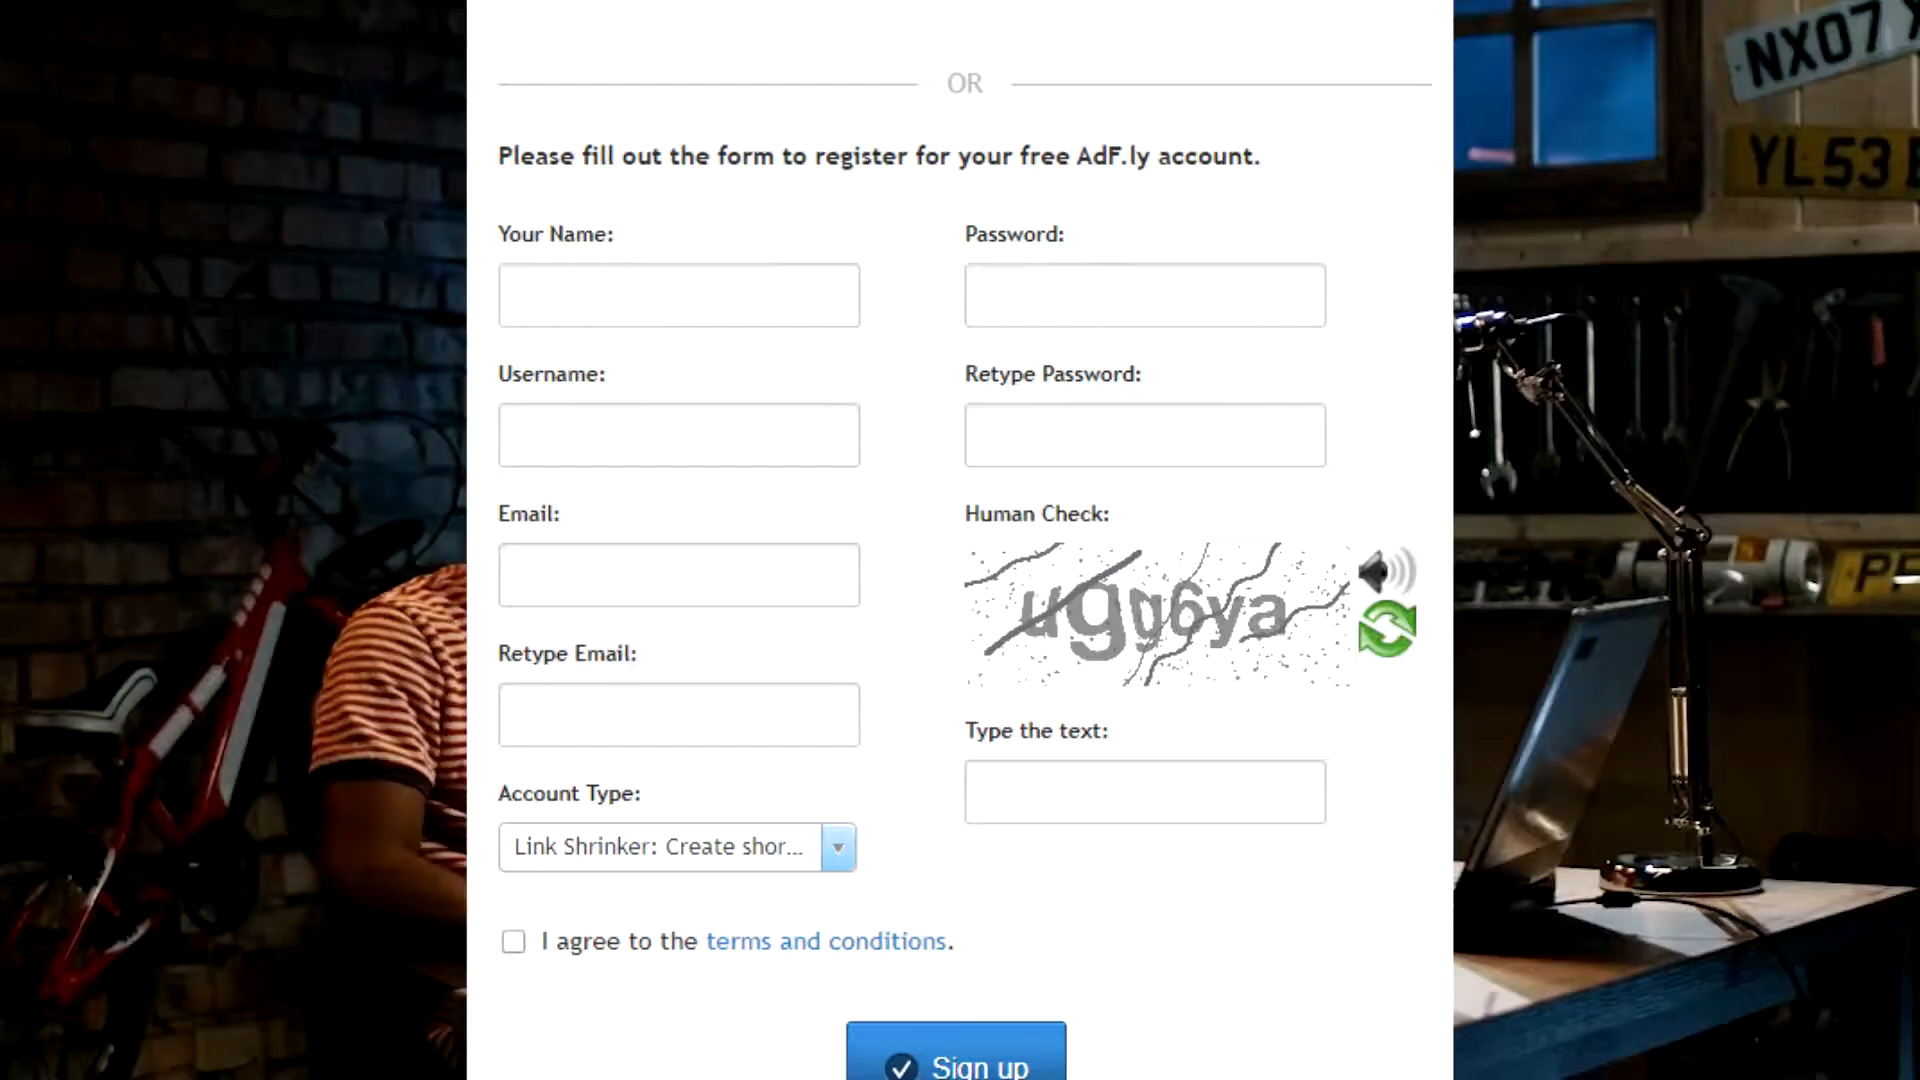 OR
Please fill out the form to register for your free AdF.ly account.
Your Name:
Password:
Username:
Retype Password:
Email:
Human Check:
Retype Email:
Type the text:
Account Type:
Link Shrinker: Create shor...
I agree to the terms and conditions.
Sign up
NX07
YL53